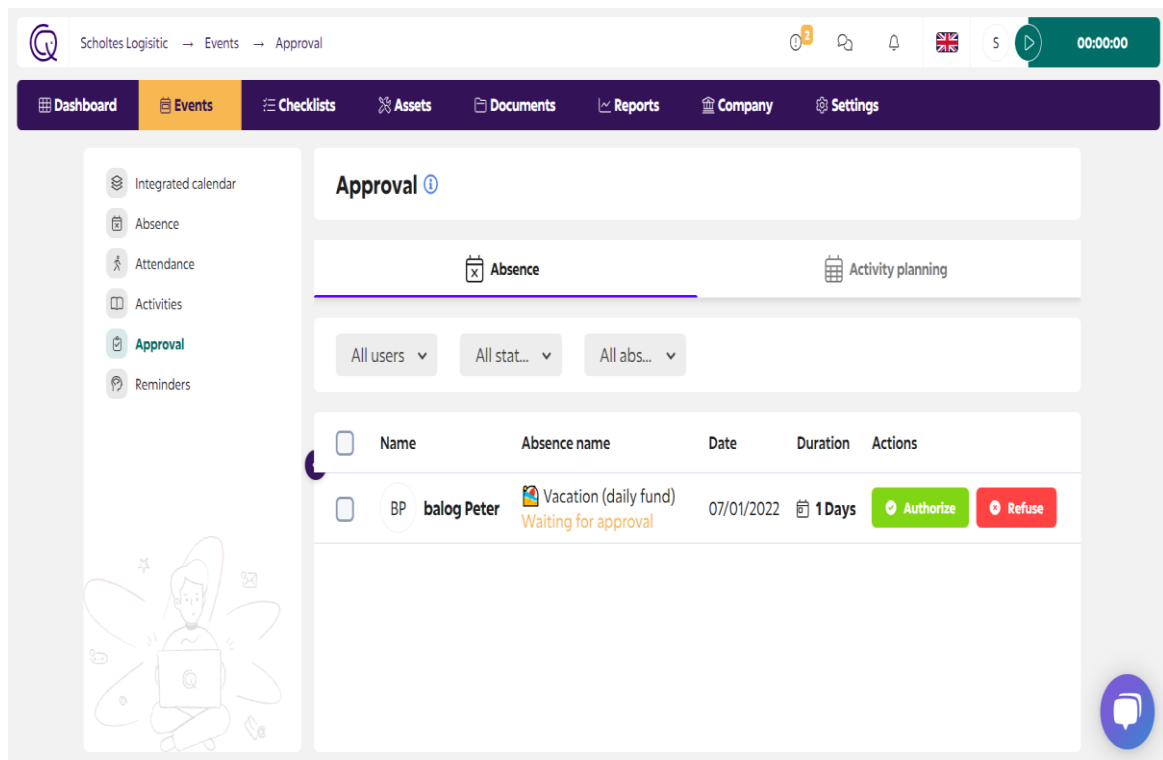 Scholtes Logisitic → Events → Approval
2
S
00:00:00
Dashboard
Events
Checklists
Assets
Documents
Reports
Company
Settings
Integrated calendar
Absence
Attendance
Activities
Approval
Reminders
Approval
Absence
Activity planning
All users
All stat...
All abs...
Name
Absence name
Date
Duration
Actions
BP
balog Peter
Vacation (daily fund)
Waiting for approval
07/01/2022
1 Days
Authorize
Refuse